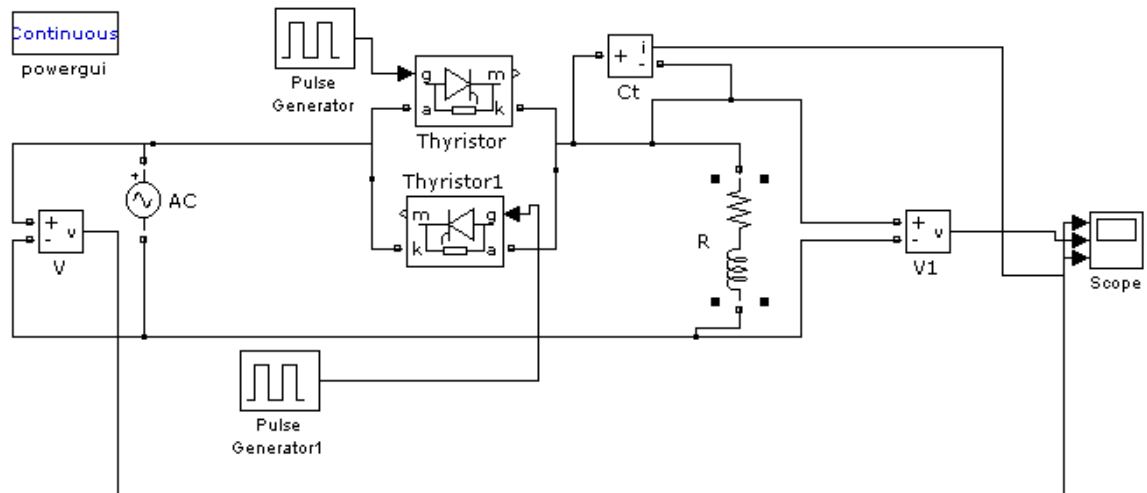 Continuous
powergui
Pulse
Generator
g m
a k
Thyristor
+ i
-
Ct
Thyristor1
m g
k a
+
AC
+
-
v
V
R
+
-
v
V1
Scope
Pulse
Generator1